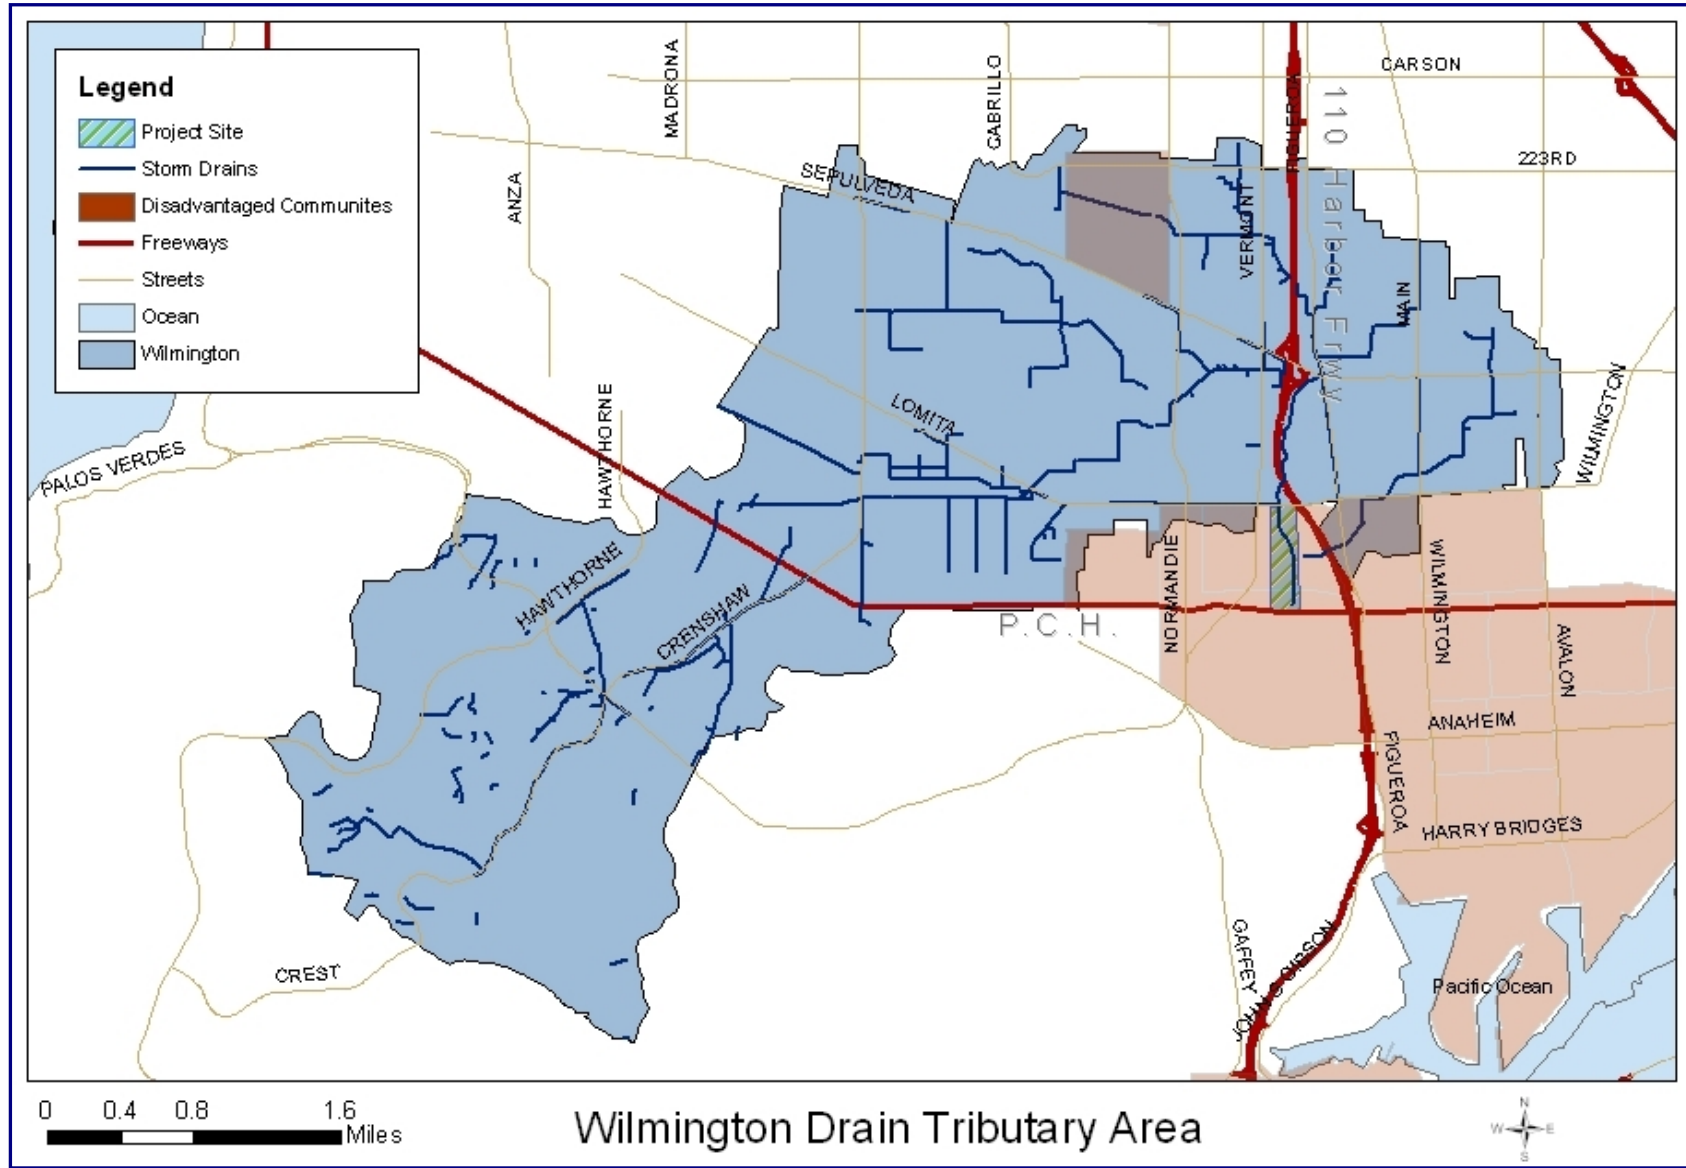 Legend
Project Site
Storm Drains
Disadvantaged Communites
Freeways
Streets
Ocean
Wilmington
MADRONA
GABRILLO
CARSON
FIGUEROA
110 Harbor Frwy
223RD
ANZA
SEPULVEDA
VERMONT
MAIN
HAWTHORNE
LOMITA
WILMINGTON
PALOS VERDES
HAWTHORNE
CRENSHAW
NORMANDIE
WILMINGTON
P.C.H.
AVALON
ANAHEIM
FIGUEROA
HARRY BRIDGES
GAFFEY
JOHN S GIBSON
CREST
Pacific Ocean
0 0.4 0.8 1.6
Miles
Wilmington Drain Tributary Area
N
W E
S